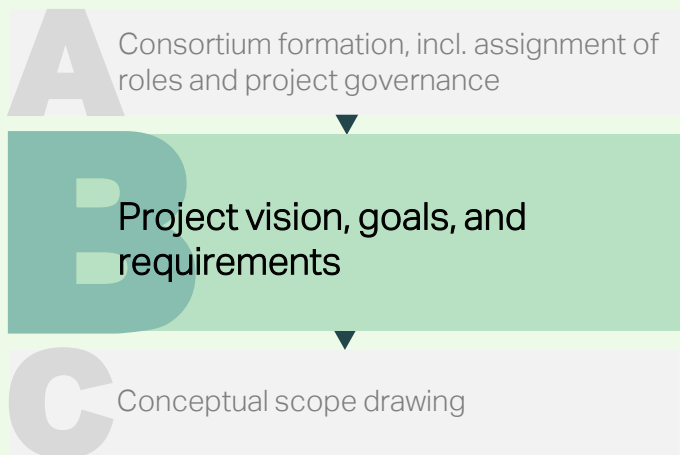 A
Consortium formation, incl. assignment of
roles and project governance
B
Project vision, goals, and
requirements
C
Conceptual scope drawing